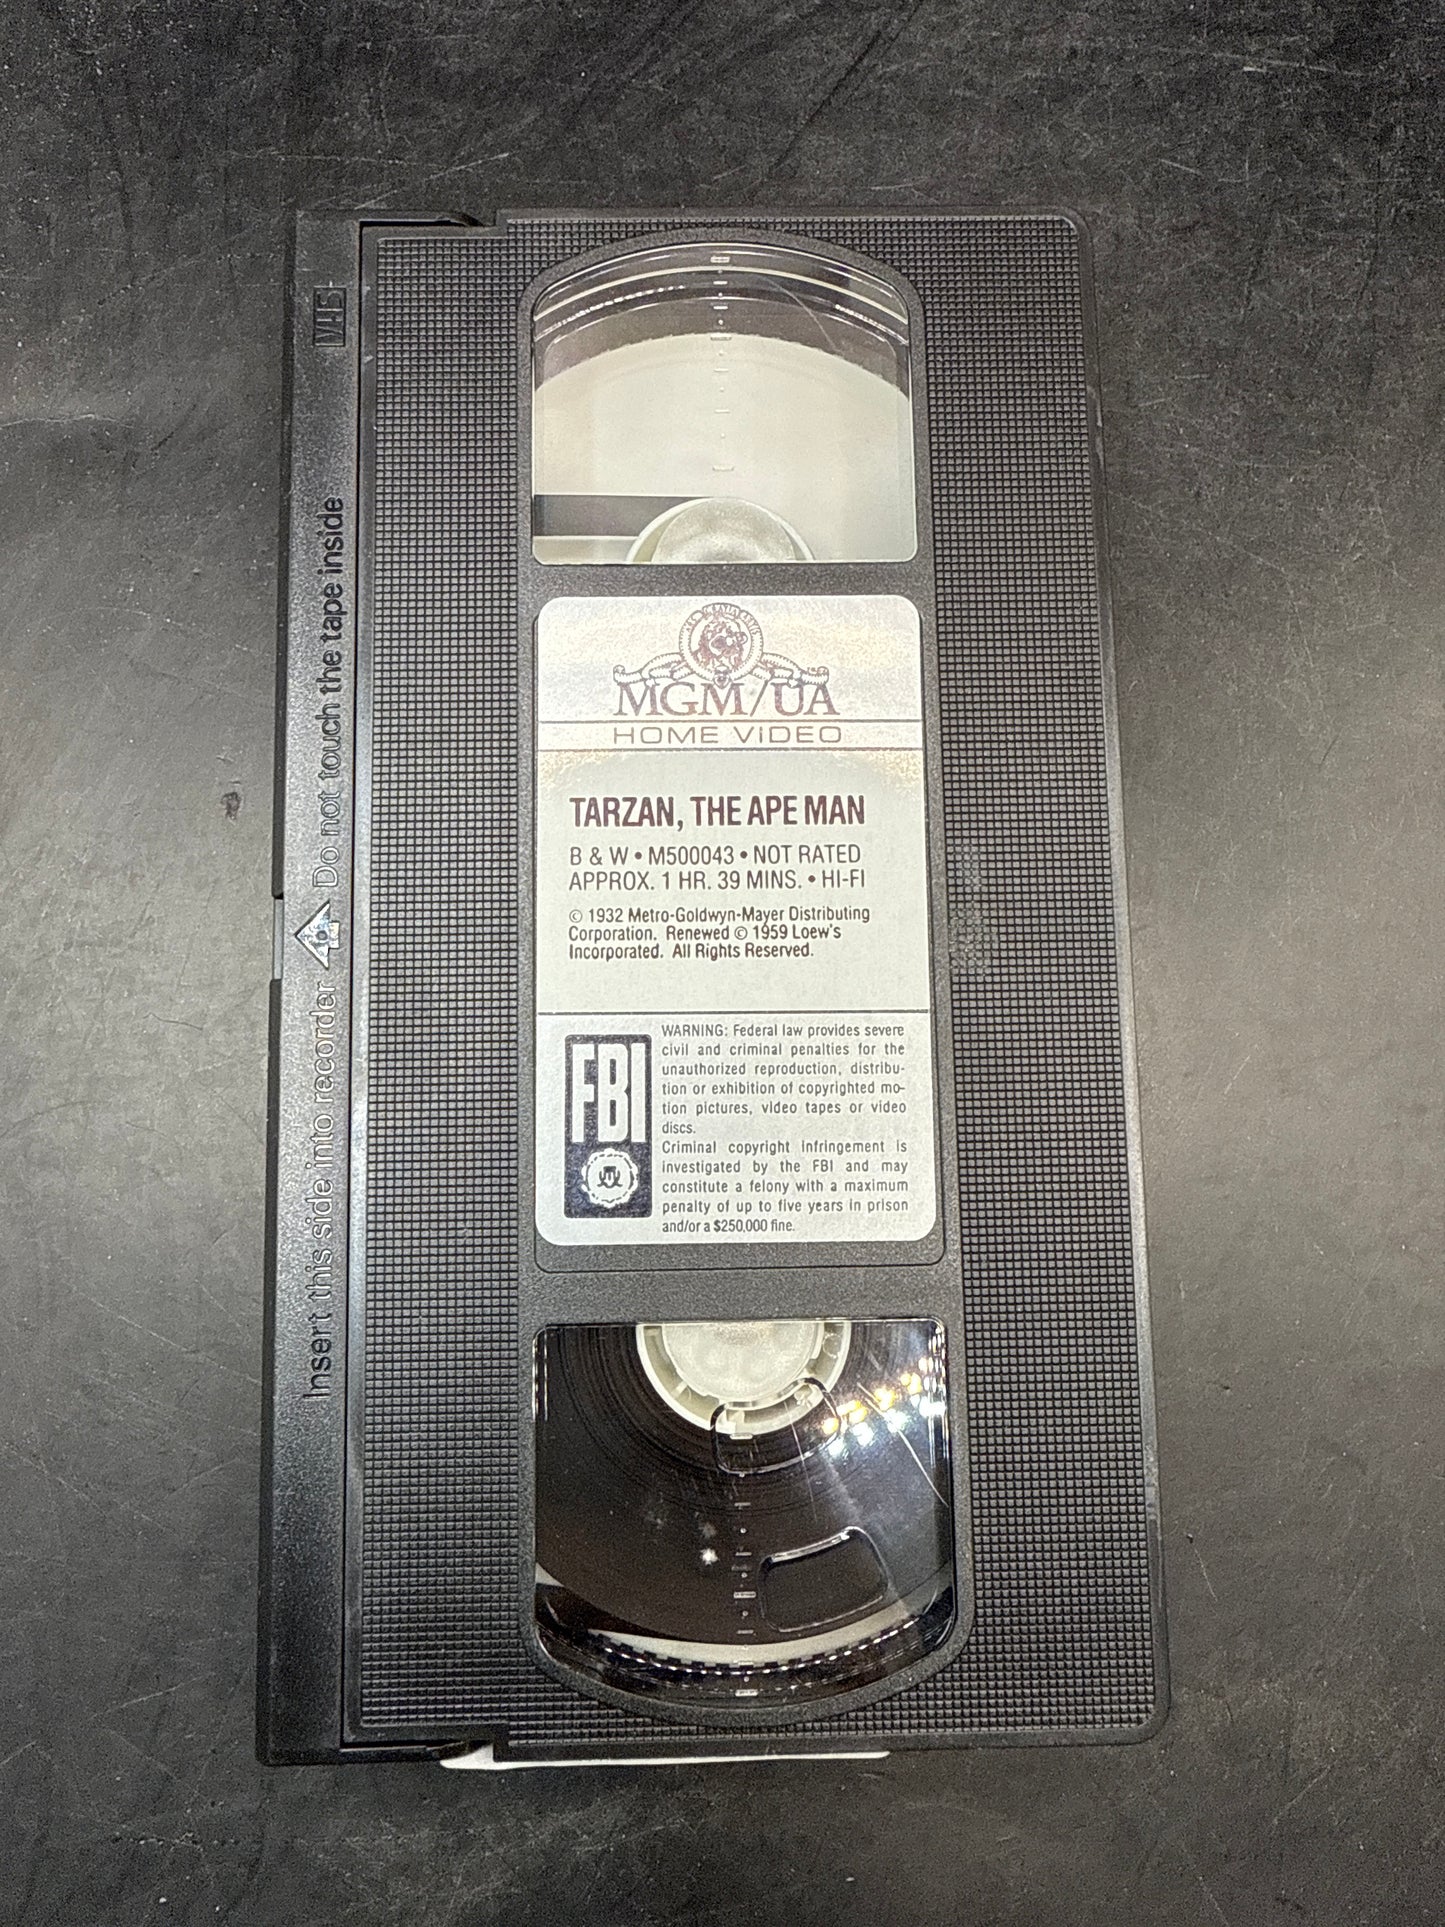 VHS
Insert this side into recorder Do not touch the tape inside
MGM/UA
HOME VIDEO
TARZAN, THE APE MAN
B & W • M500043 • NOT RATED
APPROX. 1 HR. 39 MINS. • HI-FI
© 1932 Metro-Goldwyn-Mayer Distributing
Corporation. Renewed © 1959 Loew's
Incorporated. All Rights Reserved.
FBI
WARNING: Federal law provides severe
civil and criminal penalties for the
unauthorized reproduction, distribu-
tion or exhibition of copyrighted mo-
tion pictures, video tapes or video
discs.
Criminal copyright infringement is
investigated by the FBI and may
constitute a felony with a maximum
penalty of up to five years in prison
and/or a $250,000 fine.